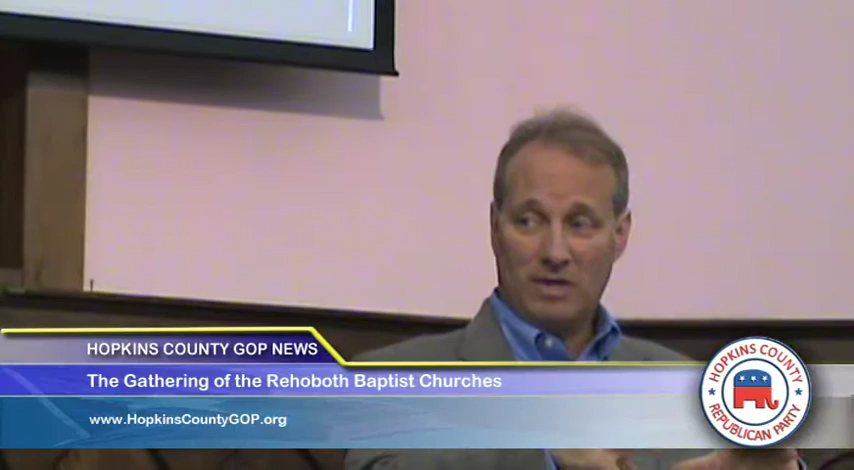 HOPKINS COUNTY GOP NEWS
The Gathering of the Rehoboth Baptist Churches
www.HopkinsCountyGOP.org
HOPKINS COUNTY
REPUBLICAN PARTY